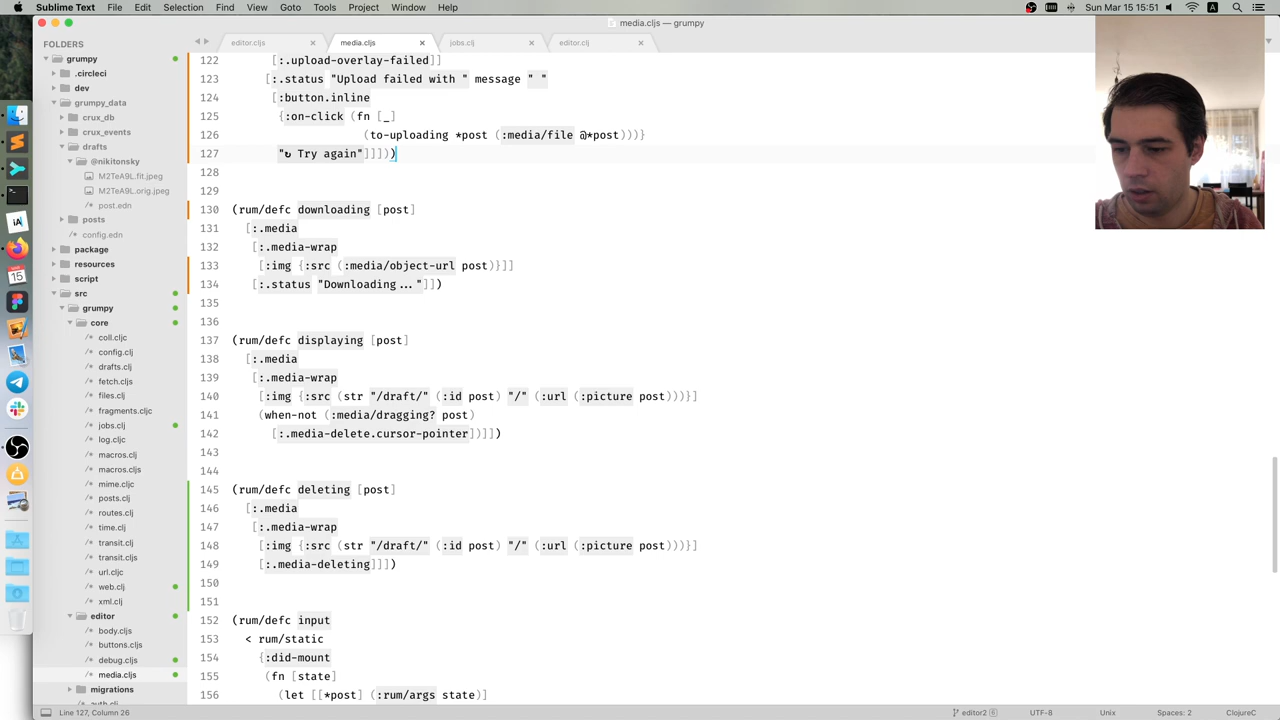 Sublime Text File Edit Selection Find View Goto Tools Project Window Help Sun Mar 15 15:51
media.cljs — grumpy
FOLDERS
grumpy
.circleci
dev
grumpy_data
crux_db
crux_events
drafts
@nikitonsky
M2TeA9L.fit.jpeg
M2TeA9L.orig.jpeg
post.edn
posts
config.edn
package
resources
script
src
grumpy
core
coll.cljc
config.clj
drafts.clj
fetch.cljs
files.clj
fragments.cljc
jobs.clj
log.cljc
macros.clj
macros.cljs
mime.cljc
posts.clj
routes.clj
time.clj
transit.clj
transit.cljs
url.cljc
web.clj
xml.clj
editor
body.cljs
buttons.cljs
debug.cljs
media.cljs
migrations
auth.clj
editor.cljs media.cljs jobs.clj editor.clj
122 [:.upload-overlay-failed]]
123 [:.status "Upload failed with " message " "
124 [:button.inline
125 {:on-click (fn [_]
126 (to-uploading *post (:media/file @*post)))}
127 "↻ Try again"]]]))
128
129
130 (rum/defc downloading [post]
131 [:.media
132 [:.media-wrap
133 [:img {:src (:media/object-url post)}]]
134 [:.status "Downloading..."]])
135
136
137 (rum/defc displaying [post]
138 [:.media
139 [:.media-wrap
140 [:img {:src (str "/draft/" (:id post) "/" (:url (:picture post)))}]
141 (when-not (:media/dragging? post)
142 [:.media-delete.cursor-pointer])]])
143
144
145 (rum/defc deleting [post]
146 [:.media
147 [:.media-wrap
148 [:img {:src (str "/draft/" (:id post) "/" (:url (:picture post)))}]
149 [:.media-deleting]]])
150
151
152 (rum/defc input
153 < rum/static
154 {:did-mount
155 (fn [state]
156 (let [[*post] (:rum/args state)]
Line 127, Column 26 editor2 6 UTF-8 Unix Spaces: 2 ClojureC
15
iA